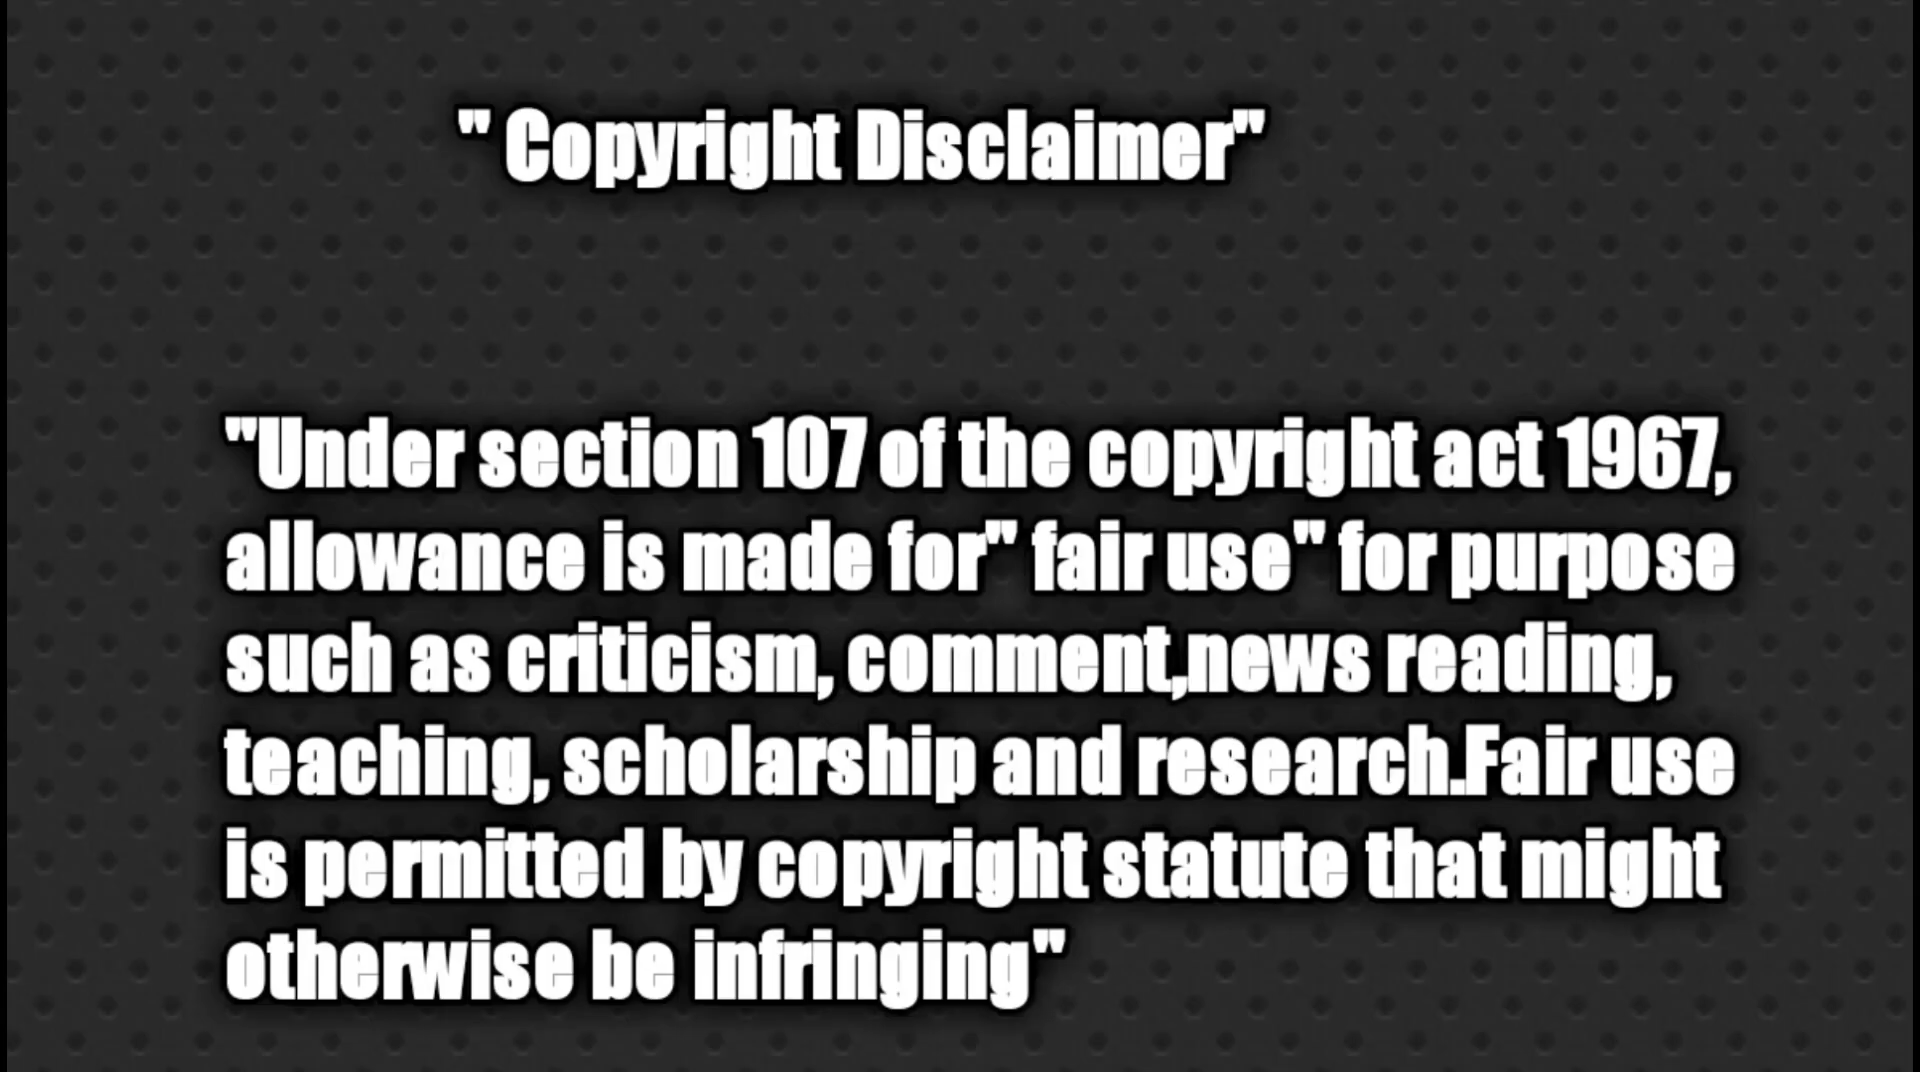 " Copyright Disclaimer"
"Under section 107 of the copyright act 1967,
allowance is made for" fair use" for purpose
such as criticism, comment,news reading,
teaching, scholarship and research.Fair use
is permitted by copyright statute that might
otherwise be infringing"